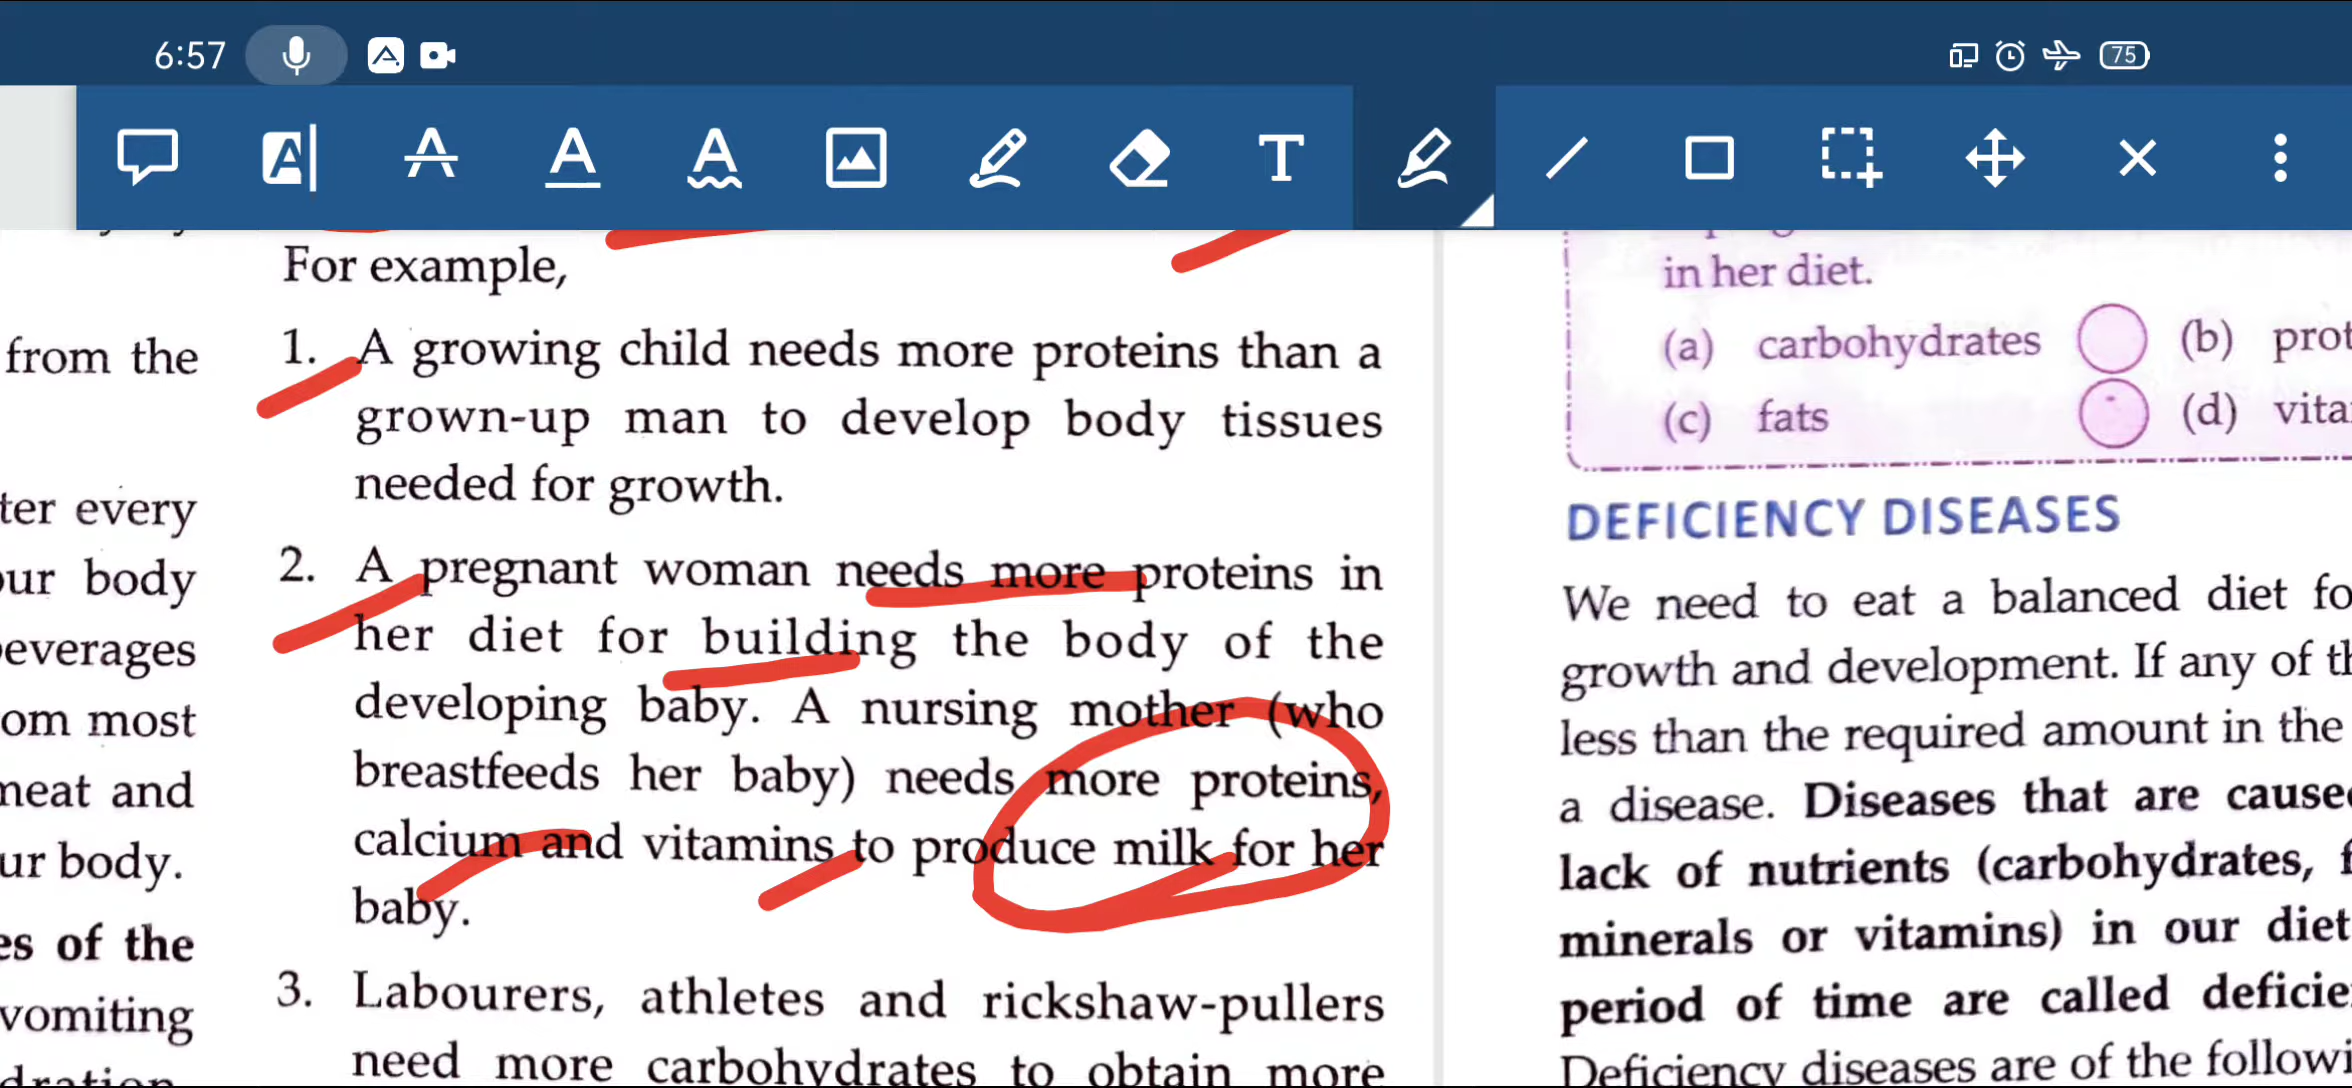 6:57
75
A
A
A
A
T
For example,
1. A growing child needs more proteins than a
grown-up man to develop body tissues
needed for growth.
2. A pregnant woman needs more proteins in
her diet for building the body of the
developing baby. A nursing mother (who
breastfeeds her baby) needs more proteins,
calcium and vitamins to produce milk for her
baby.
3. Labourers, athletes and rickshaw-pullers
need more carbohydrates to obtain more
from the
ter every
our body
everages
om most
meat and
ur body.
es of the
vomiting
in her diet.
(a) carbohydrates (b) prot
(c) fats (d) vita
DEFICIENCY DISEASES
We need to eat a balanced diet fo
growth and development. If any of th
less than the required amount in the
a disease. Diseases that are cause
lack of nutrients (carbohydrates, f
minerals or vitamins) in our diet
period of time are called deficie
Deficiency diseases are of the followi